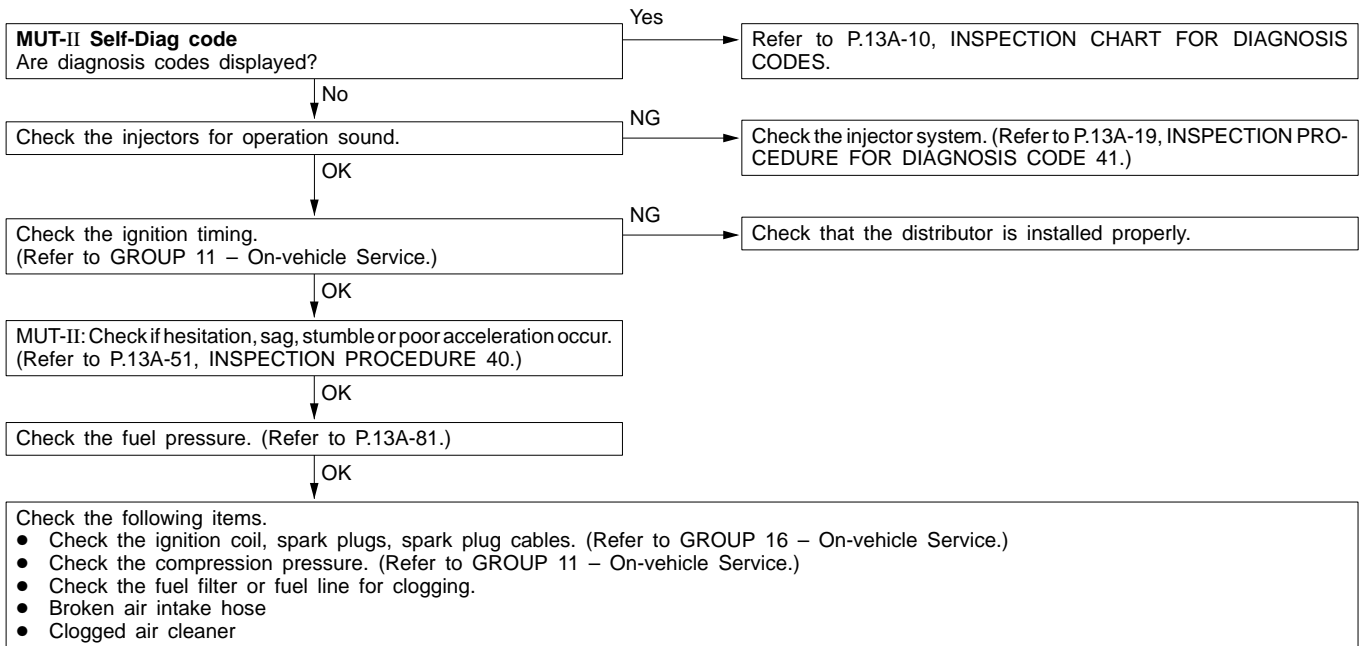 MUT-II Self-Diag code
Are diagnosis codes displayed?
Yes
Refer to P.13A-10, INSPECTION CHART FOR DIAGNOSIS
CODES.
No
Check the injectors for operation sound.
NG
Check the injector system. (Refer to P.13A-19, INSPECTION PRO-
CEDURE FOR DIAGNOSIS CODE 41.)
OK
Check the ignition timing.
(Refer to GROUP 11 – On-vehicle Service.)
NG
Check that the distributor is installed properly.
OK
MUT-II: Check if hesitation, sag, stumble or poor acceleration occur.
(Refer to P.13A-51, INSPECTION PROCEDURE 40.)
OK
Check the fuel pressure. (Refer to P.13A-81.)
OK
Check the following items.
● Check the ignition coil, spark plugs, spark plug cables. (Refer to GROUP 16 – On-vehicle Service.)
● Check the compression pressure. (Refer to GROUP 11 – On-vehicle Service.)
● Check the fuel filter or fuel line for clogging.
● Broken air intake hose
● Clogged air cleaner